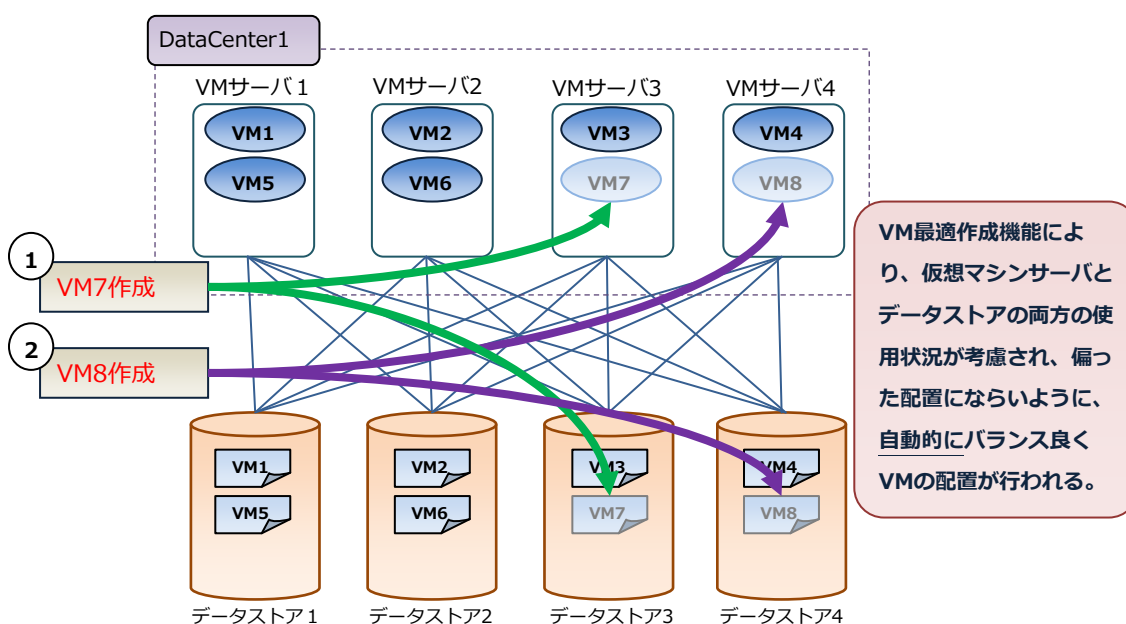 DataCenter1
VMサーバ1
VMサーバ2
VMサーバ3
VMサーバ4
VM1
VM2
VM3
VM4
VM5
VM6
VM7
VM8
1
VM7作成
2
VM8作成
VM最適作成機能によ
り、仮想マシンサーバと
データストアの両方の使
用状況が考慮され、偏っ
た配置にならいように、
自動的にバランス良く
VMの配置が行われる。
VM1
VM2
VM3
VM4
VM5
VM6
VM7
VM8
データストア1
データストア2
データストア3
データストア4